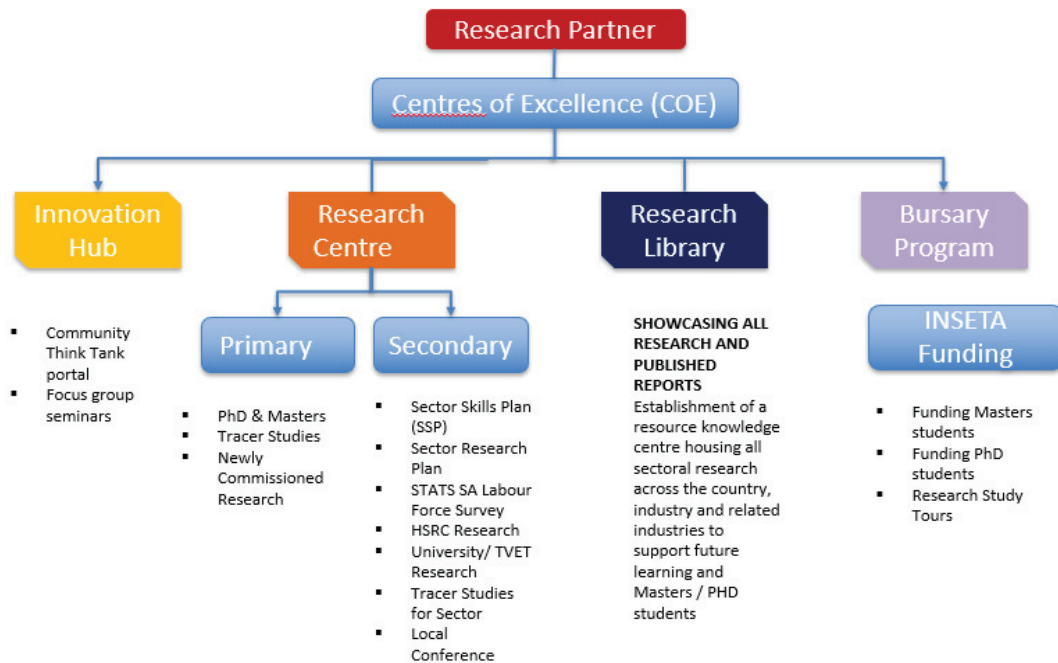 Research Partner
Centres of Excellence (COE)
Innovation
Hub
Research
Centre
Research
Library
Bursary
Program
▪ Community
Think Tank
portal
▪ Focus group
seminars
Primary
▪ PhD & Masters
▪ Tracer Studies
▪ Newly
Commissioned
Research
Secondary
▪ Sector Skills Plan
(SSP)
▪ Sector Research
Plan
▪ STATS SA Labour
Force Survey
▪ HSRC Research
▪ University/ TVET
Research
▪ Tracer Studies
for Sector
▪ Local
Conference
SHOWCASING ALL
RESEARCH AND
PUBLISHED
REPORTS
Establishment of a
resource knowledge
centre housing all
sectoral research
across the country,
industry and related
industries to
support future
learning and
Masters / PHD
students
INSETA
Funding
▪ Funding Masters
students
▪ Funding PhD
students
▪ Research Study
Tours